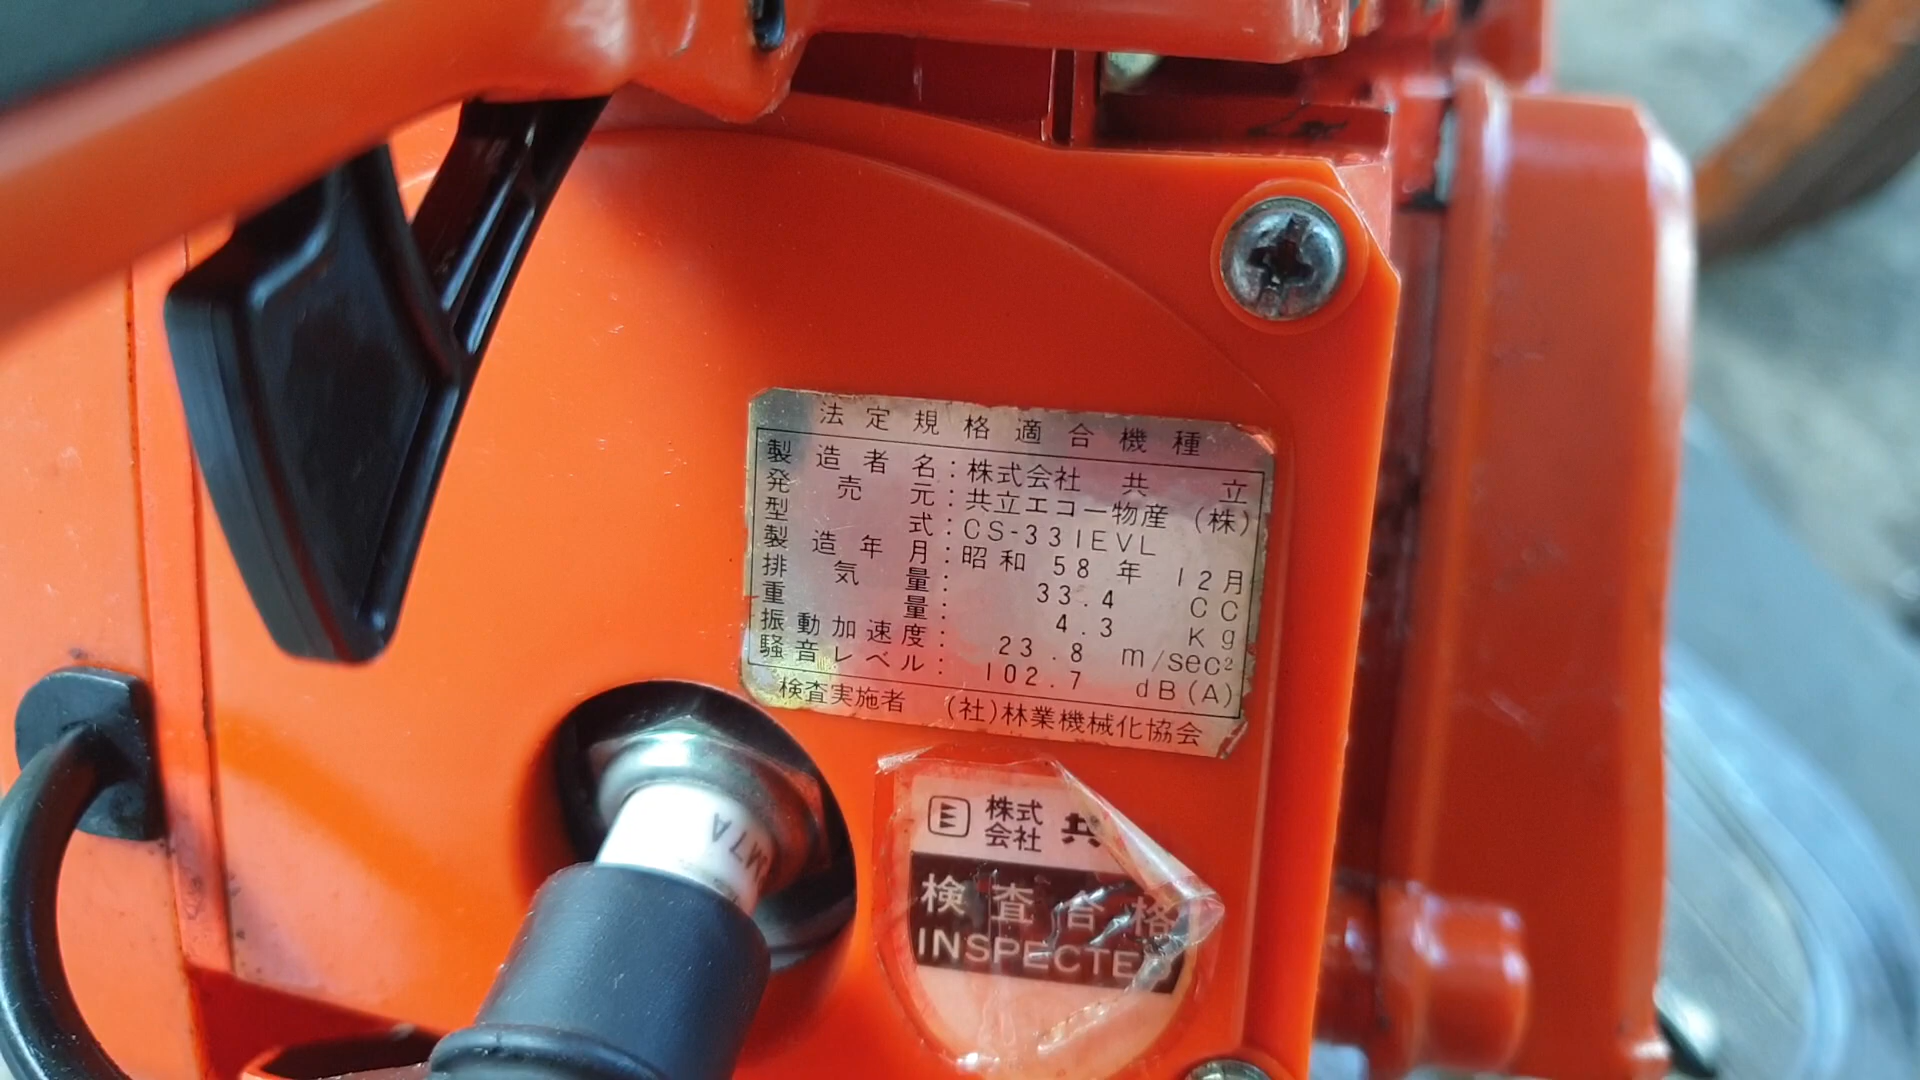 法定規格適合機種
製造者名：株式会社 共立
発売元：共立エコー物産（株）
型式：CS-331EVL
製造年月：昭和 58年 12月
排気量：33.4 CC
重量：4.3 Kg
振動加速度：23.8 m/sec²
騒音レベル：102.7 dB(A)
検査実施者 (社)林業機械化協会
株式会社 共
検査合格
INSPECTED
M7A